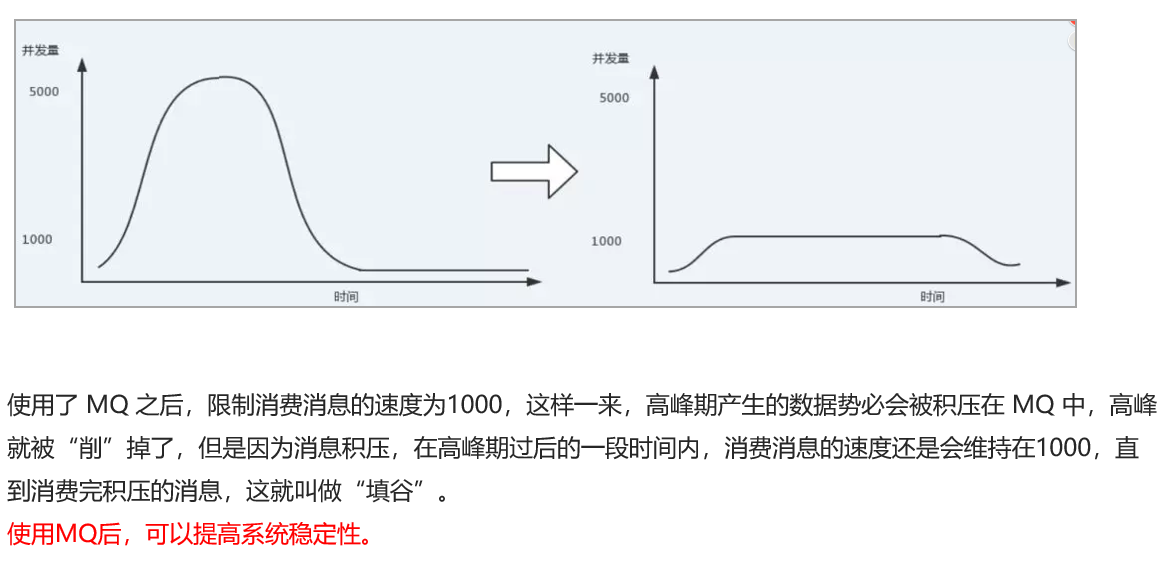 并发量
5000
1000
时间
并发量
5000
1000
时间
使用了 MQ 之后，限制消费消息的速度为1000，这样一来，高峰期产生的数据势必会被积压在 MQ 中，高峰
就被“削”掉了，但是因为消息积压，在高峰期过后的一段时间内，消费消息的速度还是会维持在1000，直
到消费完积压的消息，这就叫做“填谷”。
使用MQ后，可以提高系统稳定性。